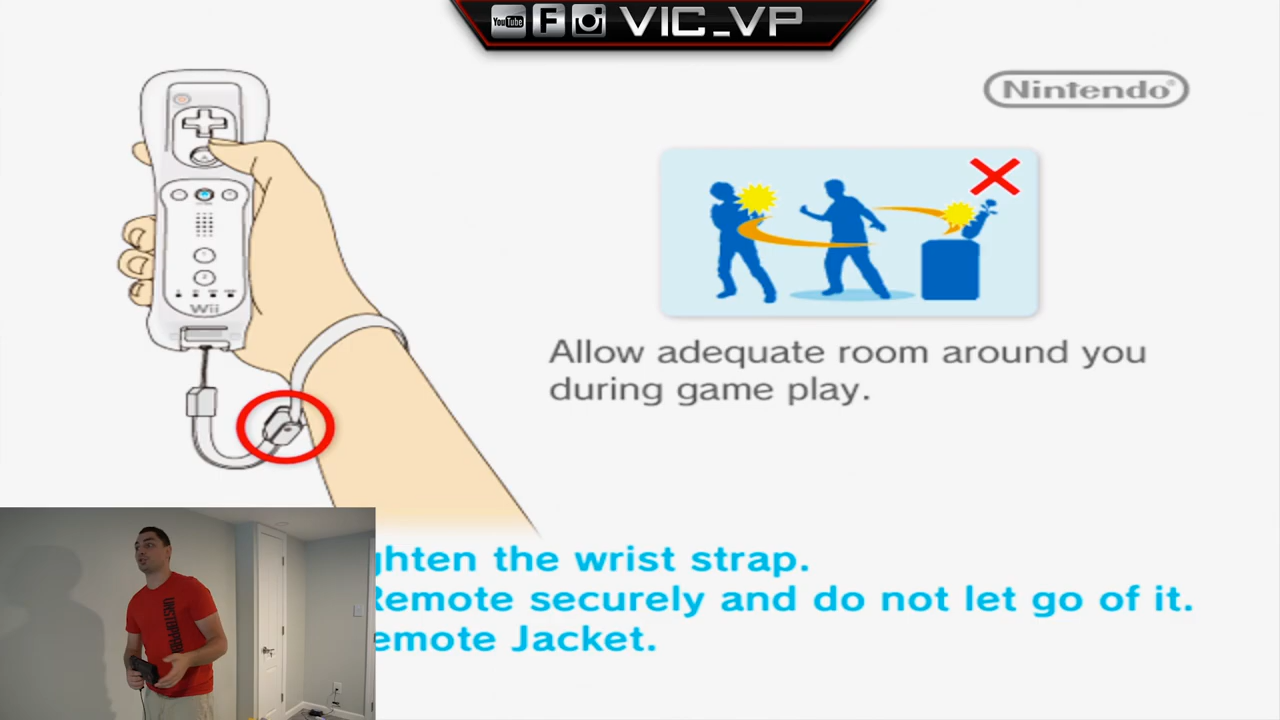 YouTube F VIC_VP
Nintendo®
Wii
Allow adequate room around you
during game play.
ghten the wrist strap.
Remote securely and do not let go of it.
emote Jacket.